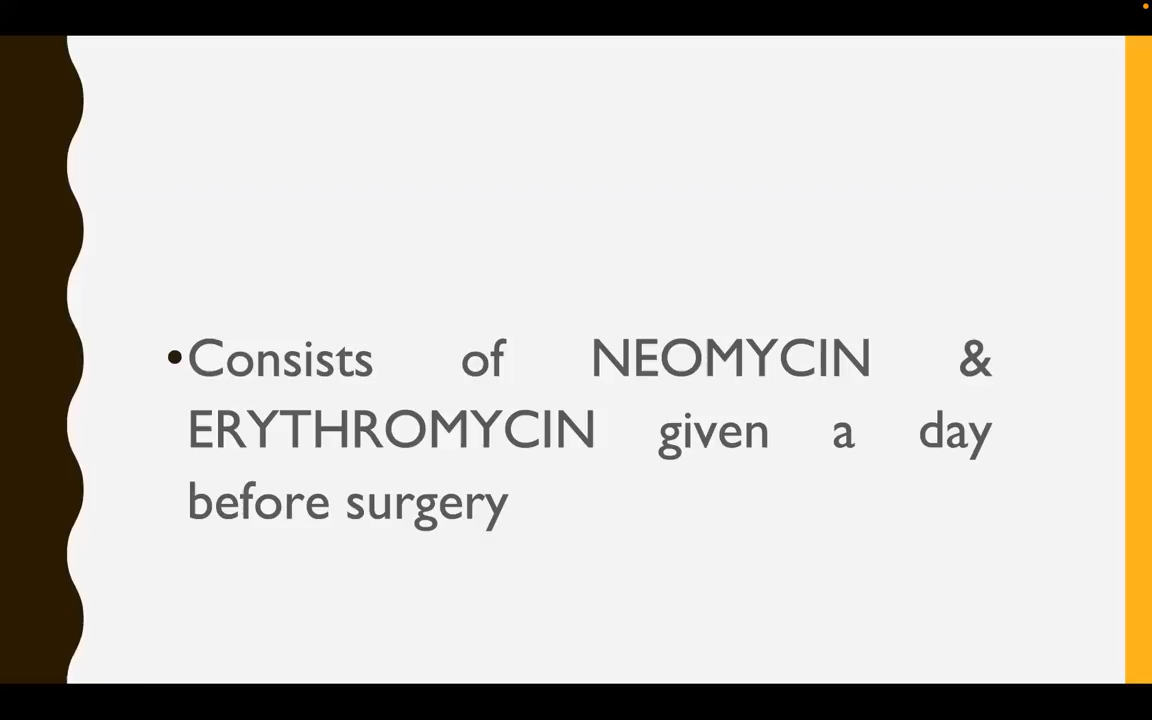 •Consists of NEOMYCIN &
ERYTHROMYCIN given a day
before surgery